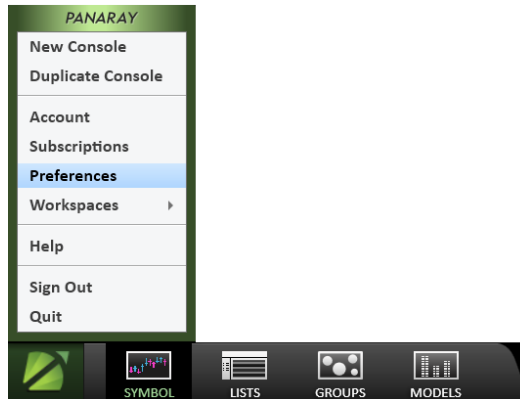 PANARAY
New Console
Duplicate Console
Account
Subscriptions
Preferences
Workspaces
Help
Sign Out
Quit
SYMBOL LISTS GROUPS MODELS